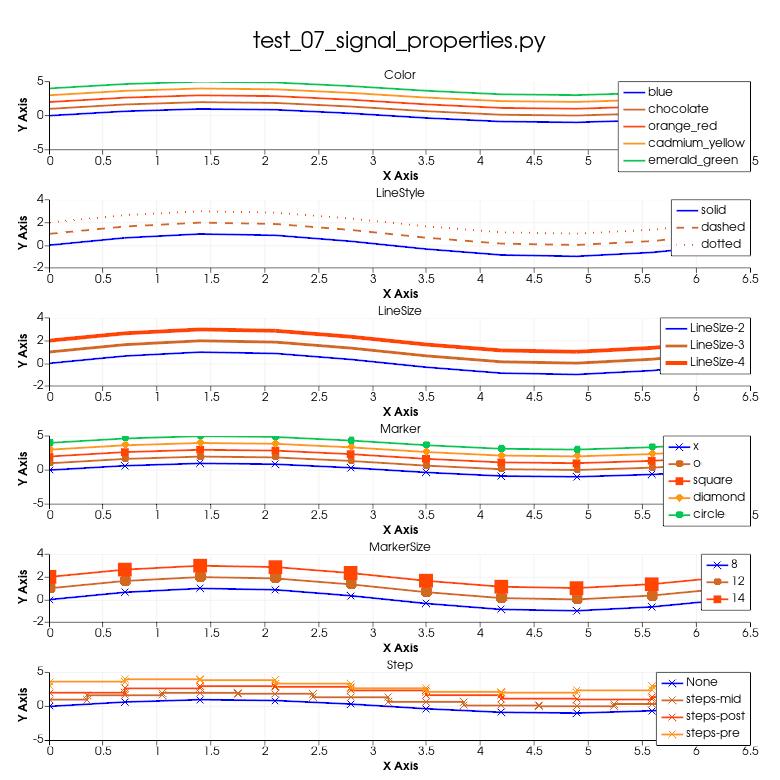 test_07_signal_properties.py
Color
5
0
-5
Y Axis
blue
chocolate
orange_red
cadmium_yellow
emerald_green
0 0.5 1 1.5 2 2.5 3 3.5 4 4.5 5 5.5 5
X Axis
LineStyle
4
2
0
-2
Y Axis
solid
dashed
dotted
0 0.5 1 1.5 2 2.5 3 3.5 4 4.5 5 5.5 6 6.5
X Axis
LineSize
4
2
0
-2
Y Axis
LineSize-2
LineSize-3
LineSize-4
0 0.5 1 1.5 2 2.5 3 3.5 4 4.5 5 5.5 6 6.5
X Axis
Marker
5
0
-5
Y Axis
x
o
square
diamond
circle
0 0.5 1 1.5 2 2.5 3 3.5 4 4.5 5 5.5 5
X Axis
MarkerSize
4
2
0
-2
Y Axis
8
12
14
0 0.5 1 1.5 2 2.5 3 3.5 4 4.5 5 5.5 6 6.5
X Axis
Step
5
0
-5
Y Axis
None
steps-mid
steps-post
steps-pre
0 0.5 1 1.5 2 2.5 3 3.5 4 4.5 5 5.5 6 6.5
X Axis